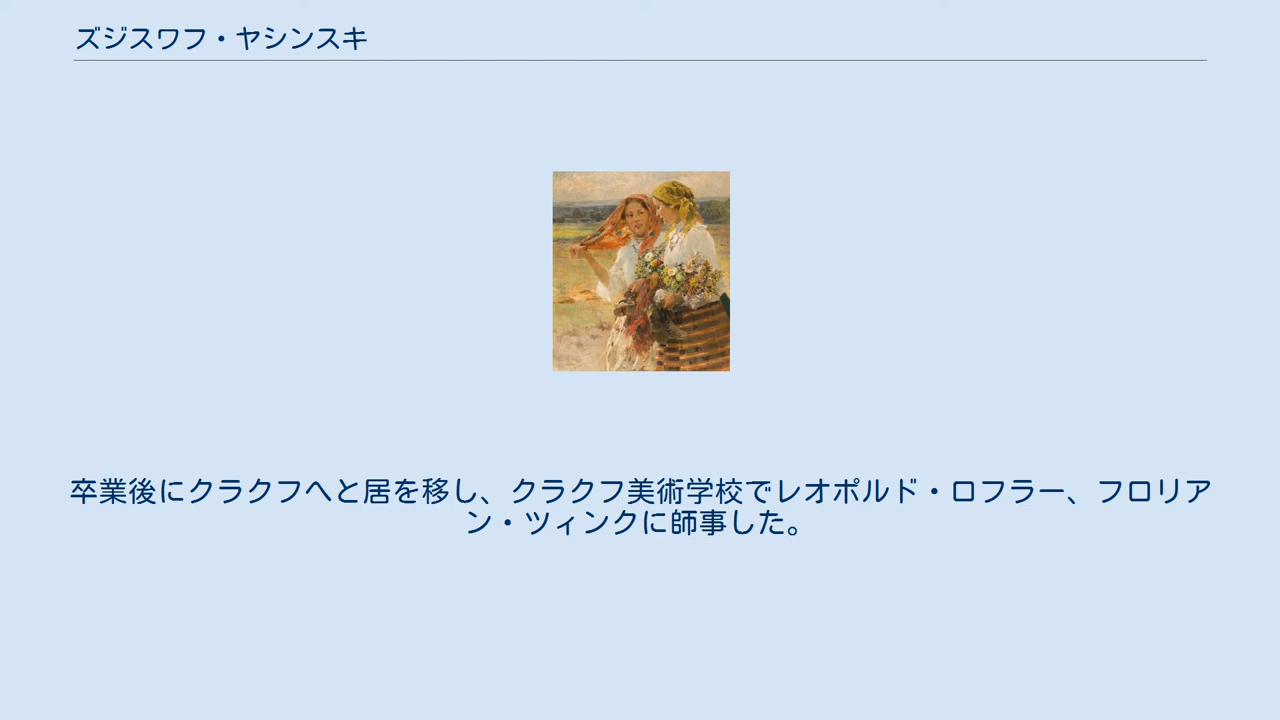 ズジスワフ・ヤシンスキ
卒業後にクラクフへと居を移し、クラクフ美術学校でレオポルド・ロフラー、フロリア
ン・ツィンクに師事した。